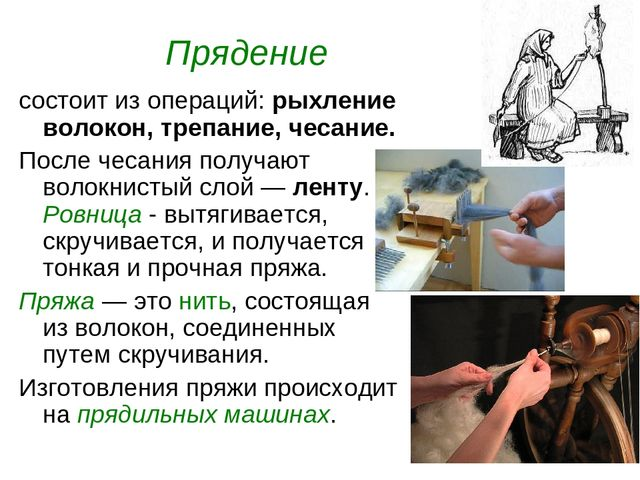 Прядение
состоит из операций: рыхление
волокон, трепание, чесание.
После чесания получают
волокнистый слой — ленту.
Ровница - вытягивается,
скручивается, и получается
тонкая и прочная пряжа.
Пряжа — это нить, состоящая
из волокон, соединенных
путем скручивания.
Изготовления пряжи происходит
на прядильных машинах.